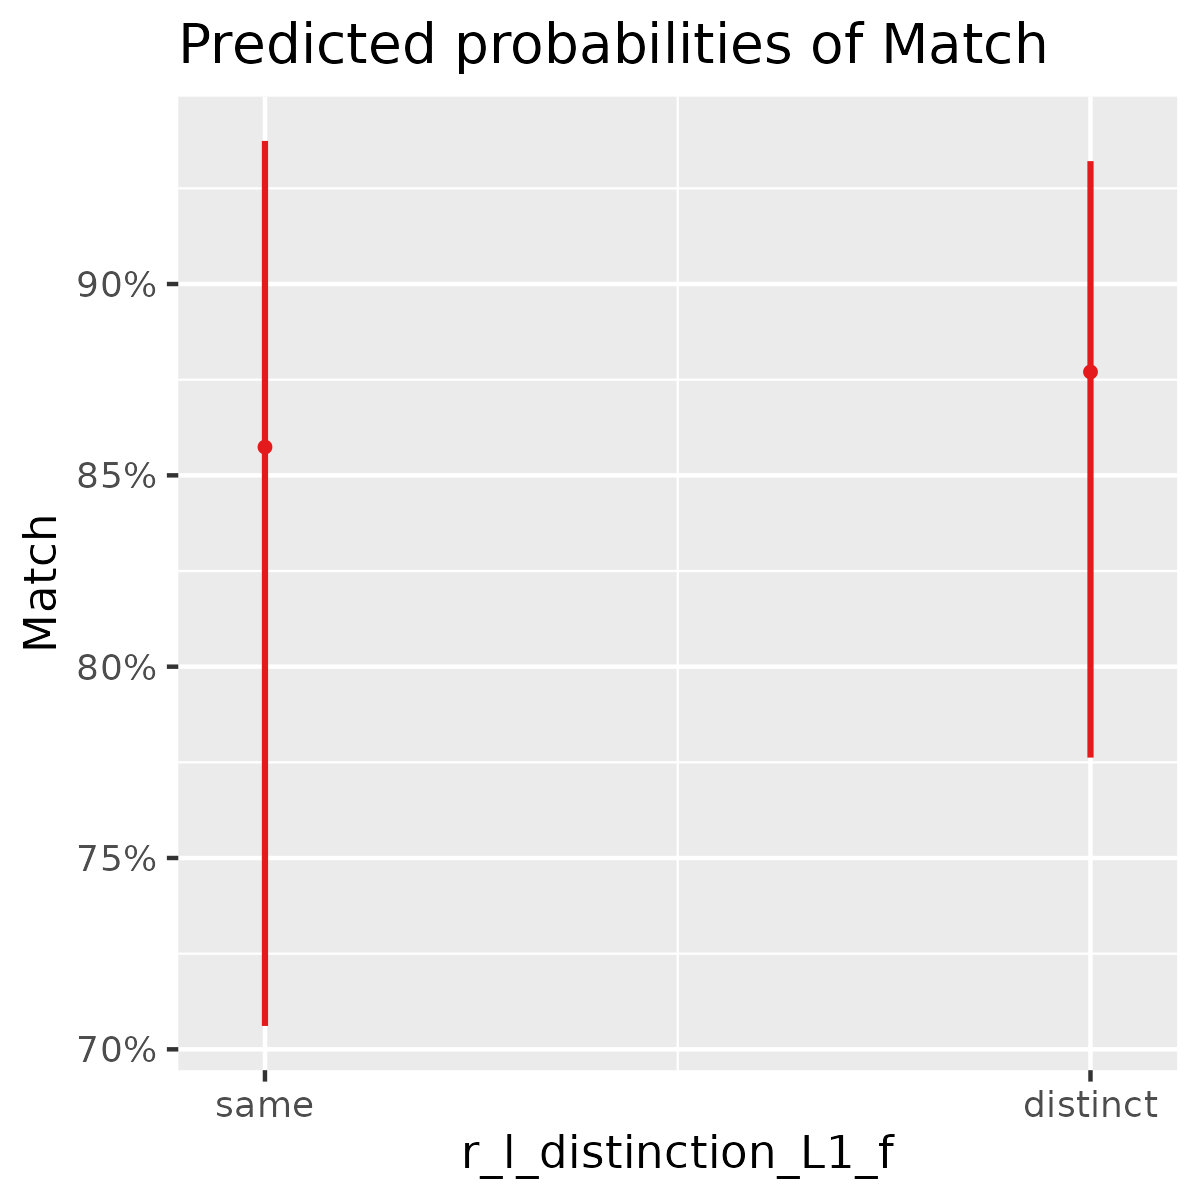 Predicted probabilities of Match
90%
85%
80%
75%
70%
Match
same
distinct
r_l_distinction_L1_f